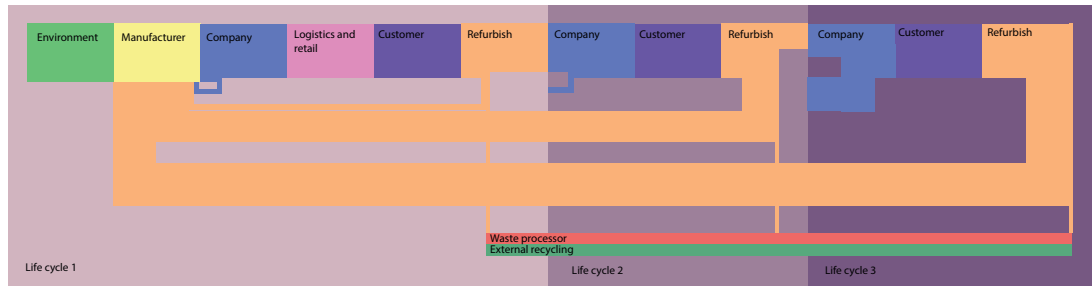 Environment
Manufacturer
Company
Logistics and
retail
Customer
Refurbish
Company
Customer
Refurbish
Company
Customer
Refurbish
Waste processor
External recycling
Life cycle 1
Life cycle 2
Life cycle 3